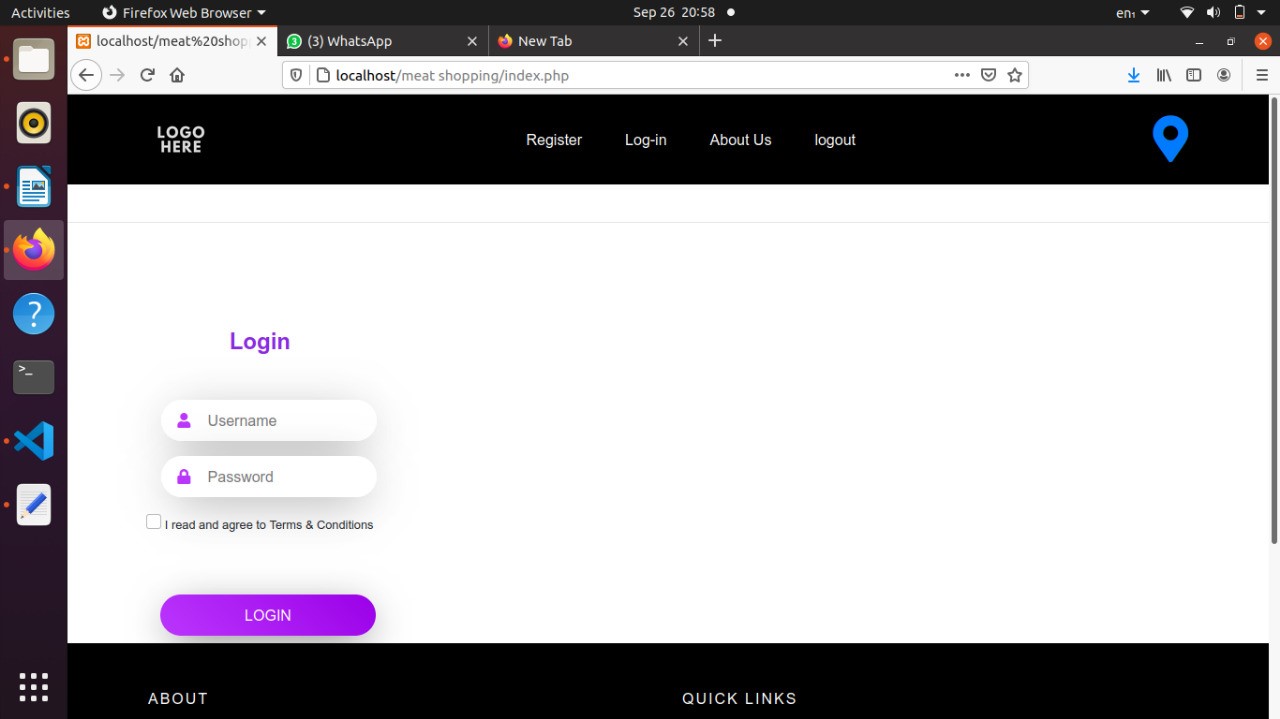 Activities
Firefox Web Browser
Sep 26 20:58
en₁
localhost/meat%20shop
(3) WhatsApp
New Tab
localhost/meat shopping/index.php
LOGO
HERE
Register
Log-in
About Us
logout
Login
Username
Password
I read and agree to Terms & Conditions
LOGIN
ABOUT
QUICK LINKS